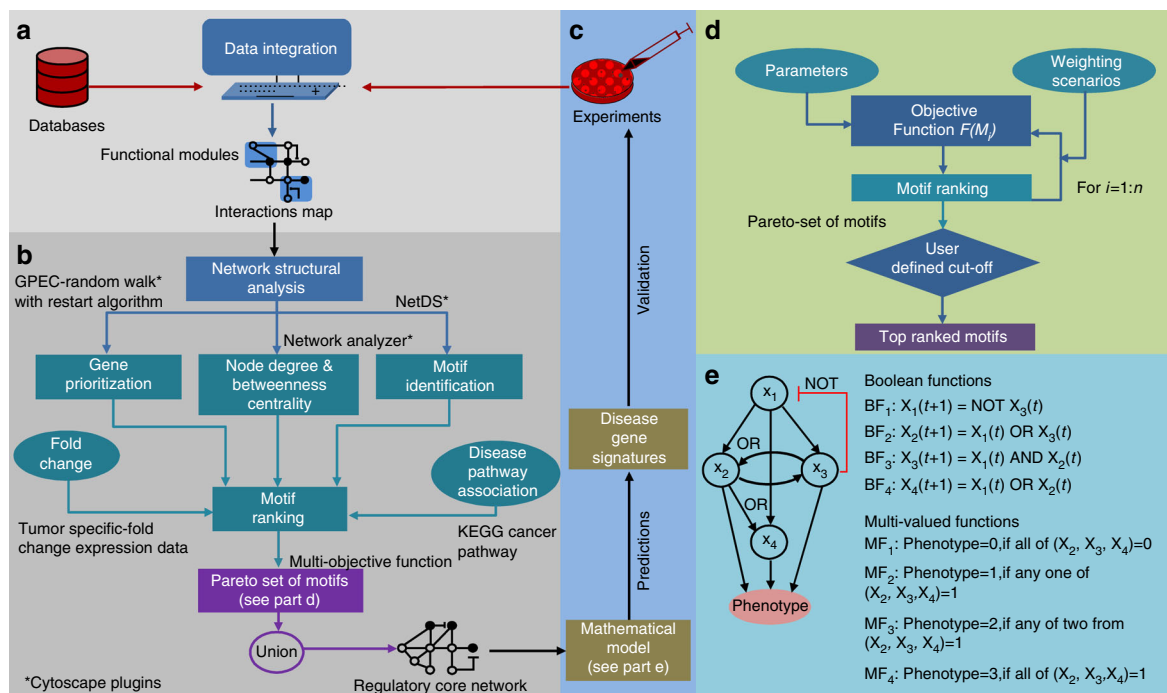 a
Data integration
Databases
Functional modules
Interactions map
b
Network structural
analysis
GPEC-random walk*
with restart algorithm
NetDS*
Network analyzer*
Gene
prioritization
Node degree &
betweenness
centrality
Motif
identification
Fold
change
Disease
pathway
association
Motif
ranking
Tumor specific-fold
change expression data
KEGG cancer
pathway
Multi-objective function
Pareto set of motifs
(see part d)
Union
Regulatory core network
*Cytoscape plugins
c
Experiments
Validation
Disease
gene
signatures
Predictions
Mathematical
model
(see part e)
d
Parameters
Weighting
scenarios
Objective
Function F(Mi)
Motif ranking
For i=1:n
Pareto-set of motifs
User
defined cut-off
Top ranked motifs
e
NOT
x1
OR
x2
x3
OR
x4
Phenotype
Boolean functions
BF1: X1(t+1) = NOT X3(t)
BF2: X2(t+1) = X1(t) OR X3(t)
BF3: X3(t+1) = X1(t) AND X2(t)
BF4: X4(t+1) = X1(t) OR X2(t)
Multi-valued functions
MF1: Phenotype=0,if all of (X2, X3, X4)=0
MF2: Phenotype=1,if any one of
(X2, X3,X4)=1
MF3: Phenotype=2,if any of two from
(X2, X3, X4)=1
MF4: Phenotype=3,if all of (X2, X3,X4)=1